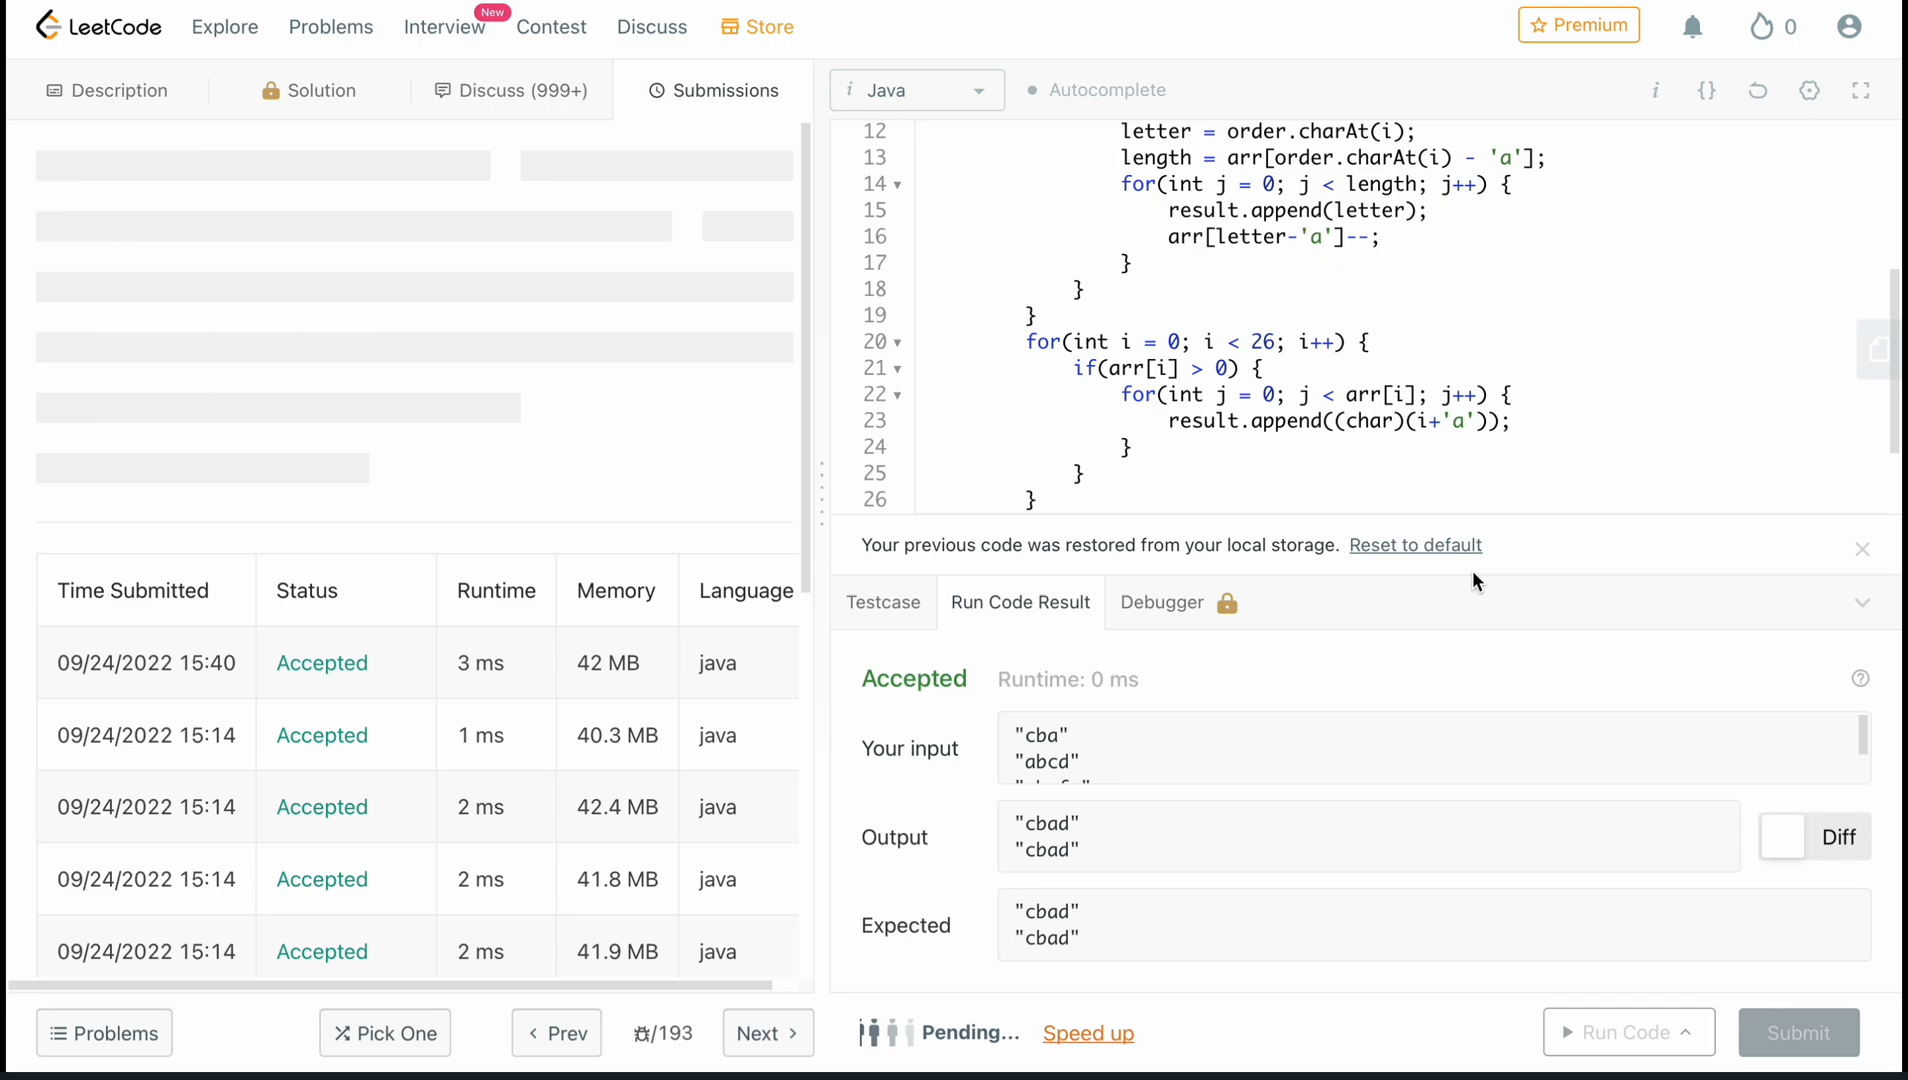 LeetCode Explore Problems Interview New Contest Discuss Store Premium 0
Description Solution Discuss (999+) Submissions
i Java Autocomplete i {}
12 letter = order.charAt(i);
13 length = arr[order.charAt(i) - 'a'];
14 for(int j = 0; j < length; j++) {
15 result.append(letter);
16 arr[letter-'a']--;
17 }
18 }
19 }
20 for(int i = 0; i < 26; i++) {
21 if(arr[i] > 0) {
22 for(int j = 0; j < arr[i]; j++) {
23 result.append((char)(i+'a'));
24 }
25 }
26 }
Your previous code was restored from your local storage. Reset to default
Time Submitted Status Runtime Memory Language
09/24/2022 15:40 Accepted 3 ms 42 MB java
09/24/2022 15:14 Accepted 1 ms 40.3 MB java
09/24/2022 15:14 Accepted 2 ms 42.4 MB java
09/24/2022 15:14 Accepted 2 ms 41.8 MB java
09/24/2022 15:14 Accepted 2 ms 41.9 MB java
Testcase Run Code Result Debugger
Accepted Runtime: 0 ms
Your input
"cba"
"abcd"
Output
"cbad"
"cbad"
Diff
Expected
"cbad"
"cbad"
Problems Pick One Prev /193 Next Pending... Speed up Run Code Submit